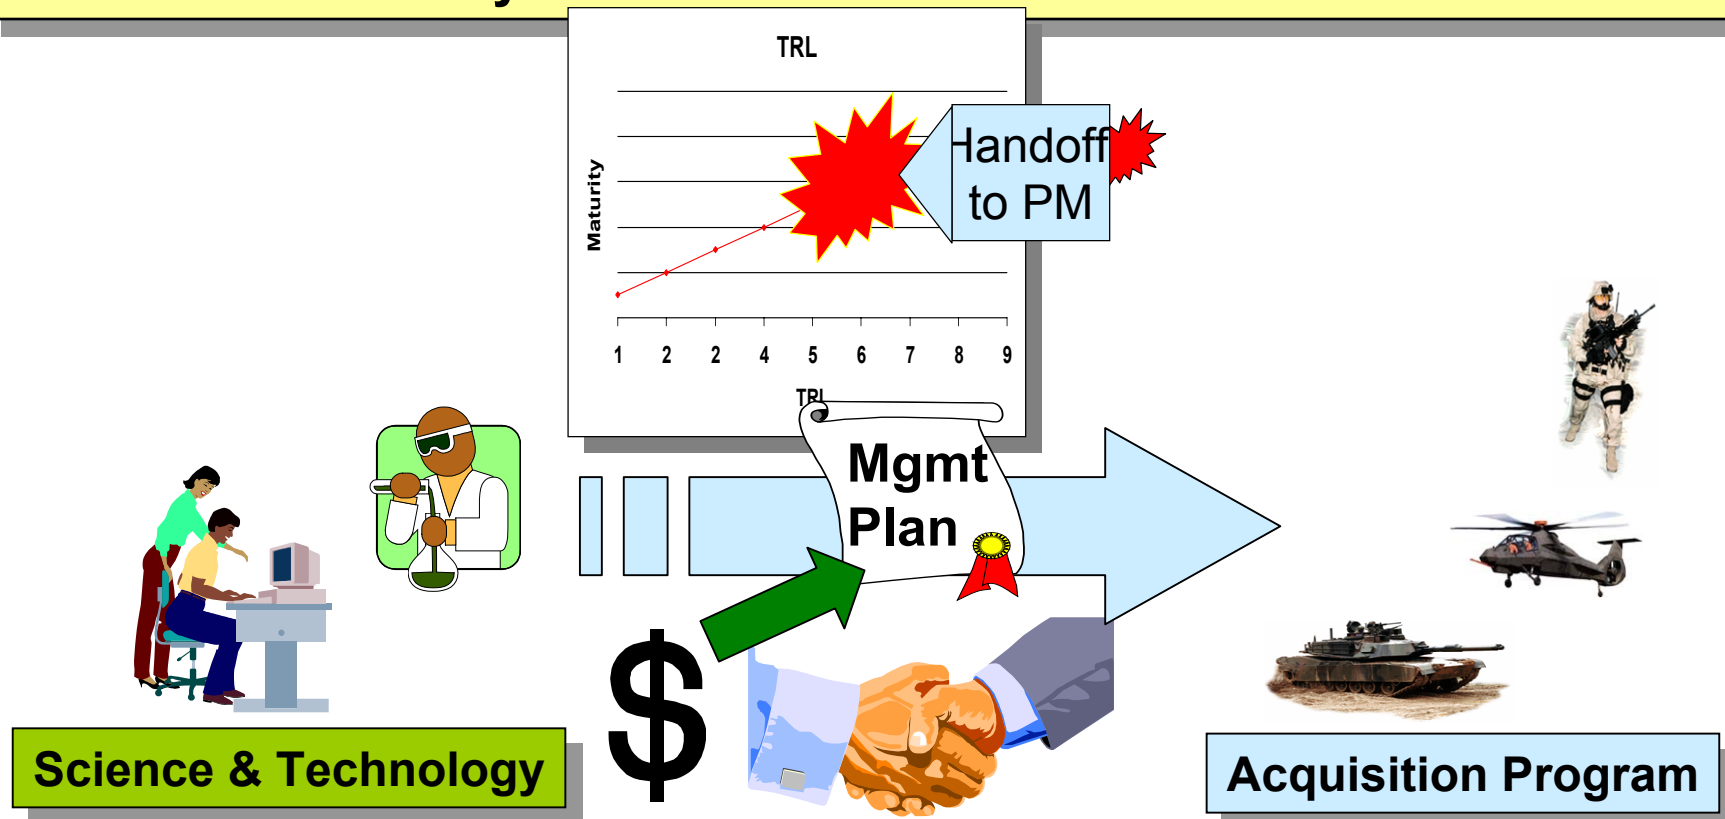 TRL
Maturity
Handoff
to PM
1 2 2 4 5 6 7 8 9
TRL
Mgmt
Plan
$
Science & Technology
Acquisition Program